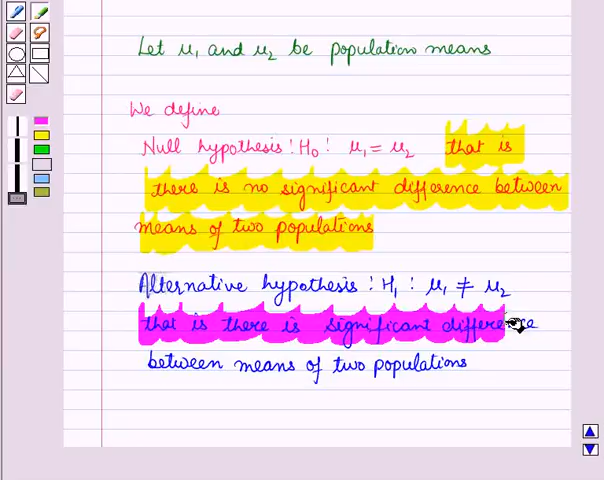 Let μ₁ and μ₂ be population means
We define
Null hypothesis : H₀ : μ₁ = μ₂ that is
there is no significant difference between
means of two populations
Alternative hypothesis : H₁ : μ₁ ≠ μ₂
that is there is significant difference
between means of two populations